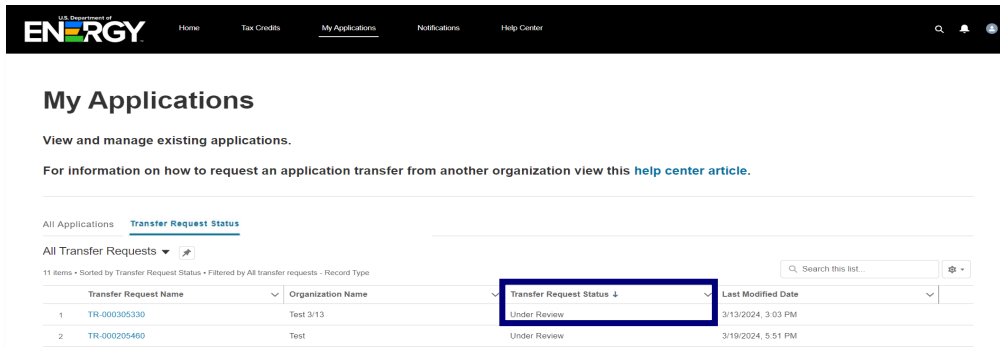 U.S. Department of
ENERGY
Home Tax Credits My Applications Notifications Help Center
My Applications
View and manage existing applications.
For information on how to request an application transfer from another organization view this help center article.
All Applications Transfer Request Status
All Transfer Requests
11 items • Sorted by Transfer Request Status • Filtered by All transfer requests - Record Type
Search this list...
Transfer Request Name Organization Name Transfer Request Status ↓ Last Modified Date
1 TR-000305330 Test 3/13 Under Review 3/13/2024, 3:03 PM
2 TR-000205460 Test Under Review 3/19/2024, 5:51 PM